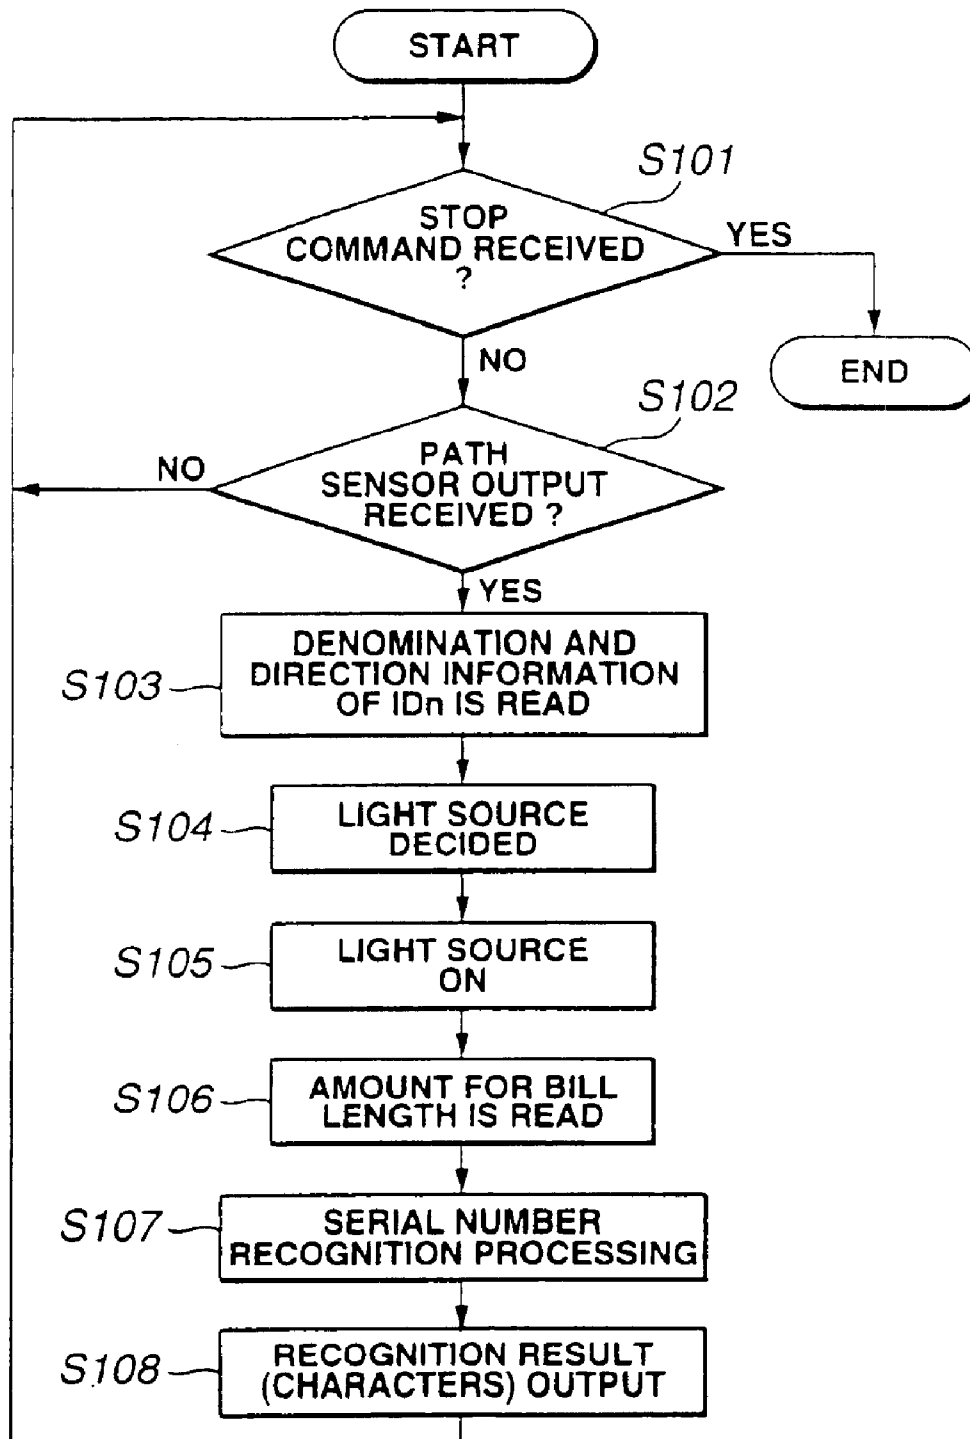 START
S101
STOP
COMMAND RECEIVED
?
YES
NO
END
S102
PATH
SENSOR OUTPUT
RECEIVED ?
NO
YES
S103
DENOMINATION AND
DIRECTION INFORMATION
OF IDn IS READ
S104
LIGHT SOURCE
DECIDED
S105
LIGHT SOURCE
ON
S106
AMOUNT FOR BILL
LENGTH IS READ
S107
SERIAL NUMBER
RECOGNITION PROCESSING
S108
RECOGNITION RESULT
(CHARACTERS) OUTPUT